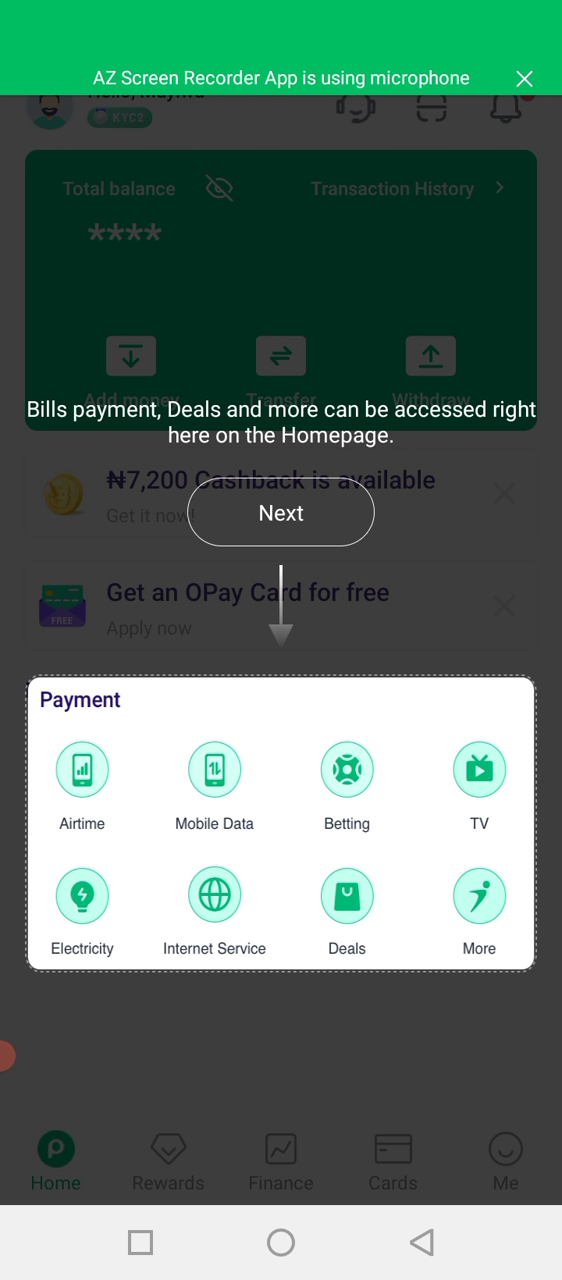 AZ Screen Recorder App is using microphone
KYC2
Total balance
Transaction History
****
Add money
Transfer
Withdraw
Bills payment, Deals and more can be accessed right
here on the Homepage.
₦7,200 Cashback is available
Get it now!
Next
Get an OPay Card for free
FREE
Apply now
Payment
Airtime
Mobile Data
Betting
TV
Electricity
Internet Service
Deals
More
Home
Rewards
Finance
Cards
Me